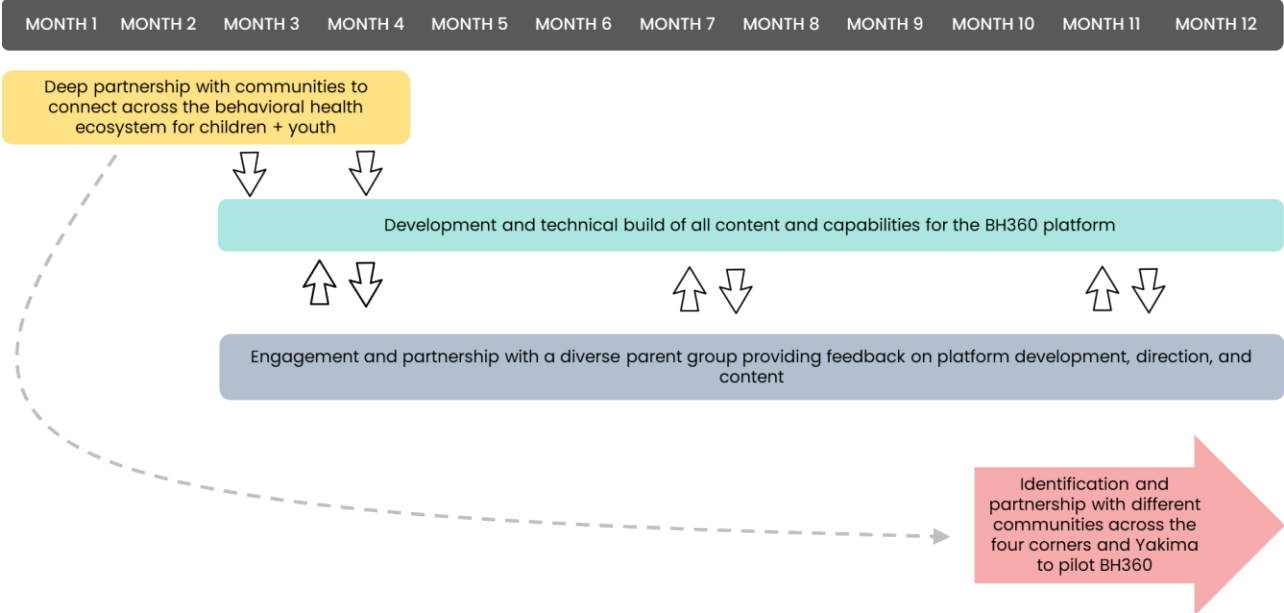 MONTH 1 MONTH 2 MONTH 3 MONTH 4 MONTH 5 MONTH 6 MONTH 7 MONTH 8 MONTH 9 MONTH 10 MONTH 11 MONTH 12
Deep partnership with communities to
connect across the behavioral health
ecosystem for children + youth
Development and technical build of all content and capabilities for the BH360 platform
Engagement and partnership with a diverse parent group providing feedback on platform development, direction, and
content
Identification and
partnership with different
communities across the
four corners and Yakima
to pilot BH360